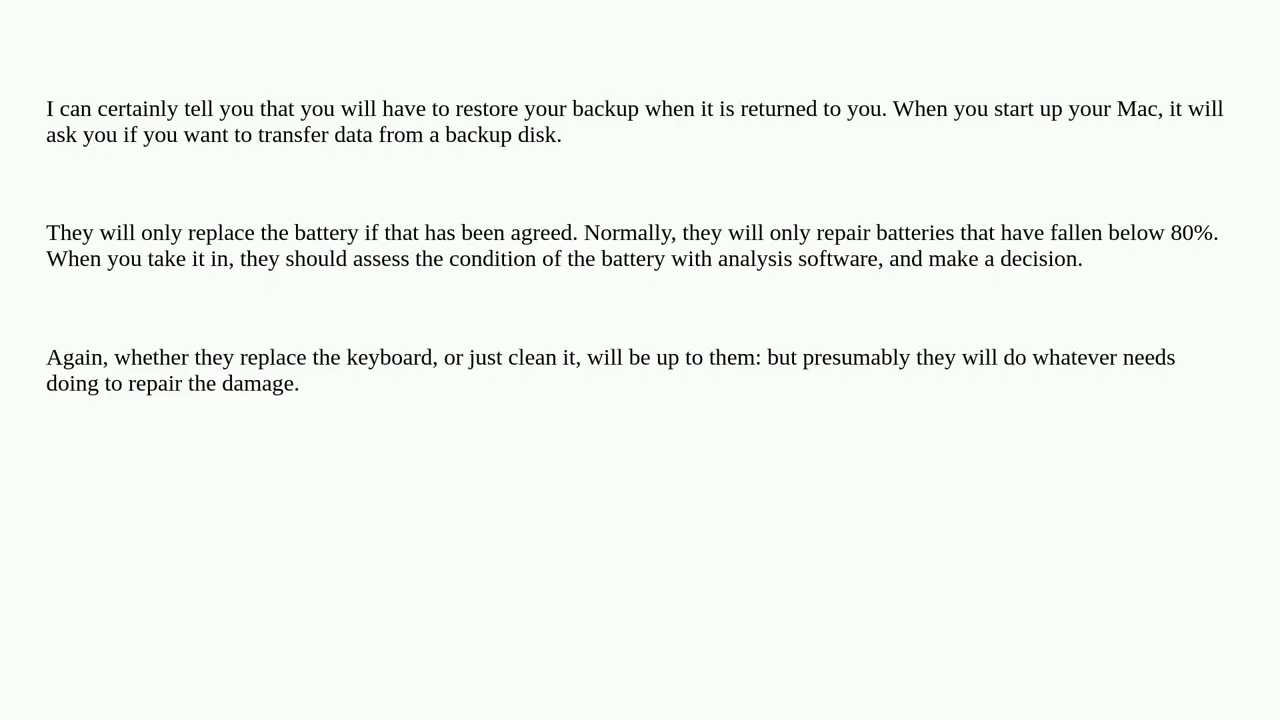 I can certainly tell you that you will have to restore your backup when it is returned to you. When you start up your Mac, it will
ask you if you want to transfer data from a backup disk.
They will only replace the battery if that has been agreed. Normally, they will only repair batteries that have fallen below 80%.
When you take it in, they should assess the condition of the battery with analysis software, and make a decision.
Again, whether they replace the keyboard, or just clean it, will be up to them: but presumably they will do whatever needs
doing to repair the damage.